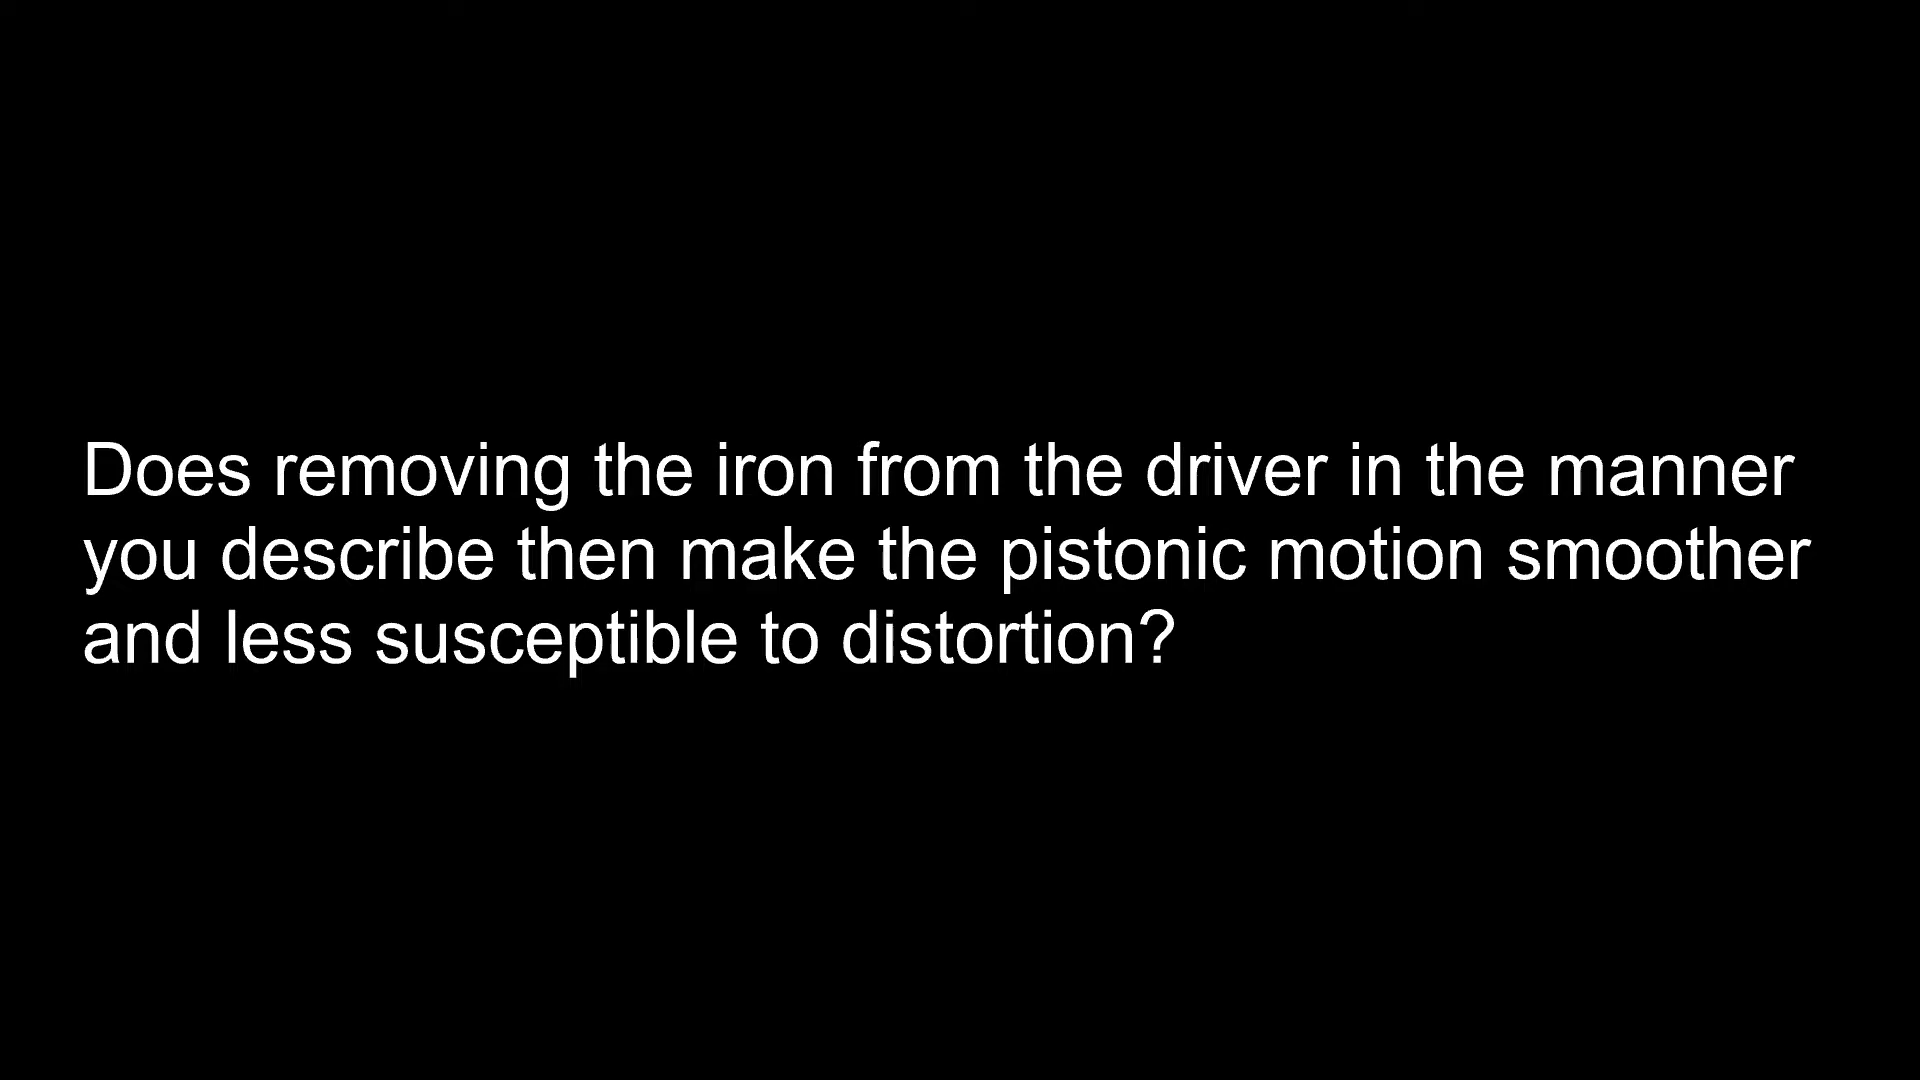 Does removing the iron from the driver in the manner
you describe then make the pistonic motion smoother
and less susceptible to distortion?